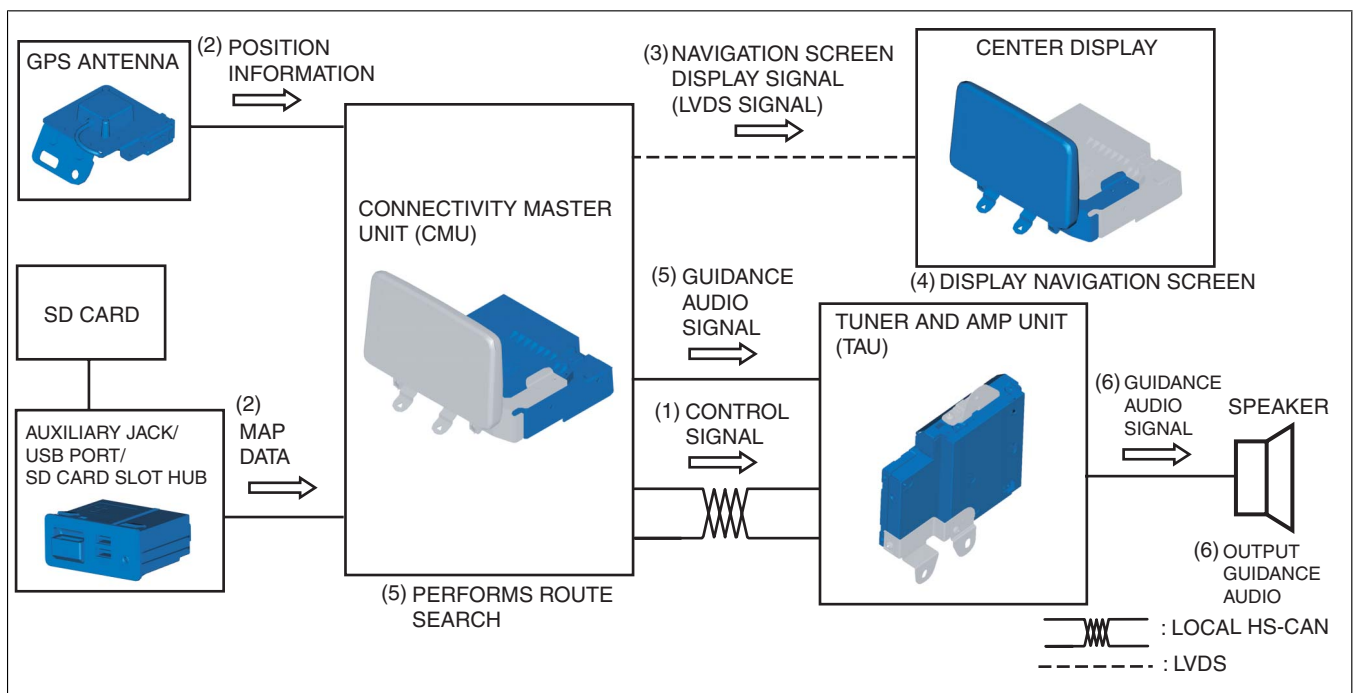 GPS ANTENNA
(2) POSITION
INFORMATION
(3) NAVIGATION SCREEN
DISPLAY SIGNAL
(LVDS SIGNAL)
CENTER DISPLAY
CONNECTIVITY MASTER
UNIT (CMU)
(4) DISPLAY NAVIGATION SCREEN
SD CARD
(5) GUIDANCE
AUDIO
SIGNAL
TUNER AND AMP UNIT
(TAU)
AUXILIARY JACK/
USB PORT/
SD CARD SLOT HUB
(2)
MAP
DATA
(1) CONTROL
SIGNAL
(6) GUIDANCE
AUDIO
SIGNAL
SPEAKER
(5) PERFORMS ROUTE
SEARCH
(6) OUTPUT
GUIDANCE
AUDIO
: LOCAL HS-CAN
: LVDS